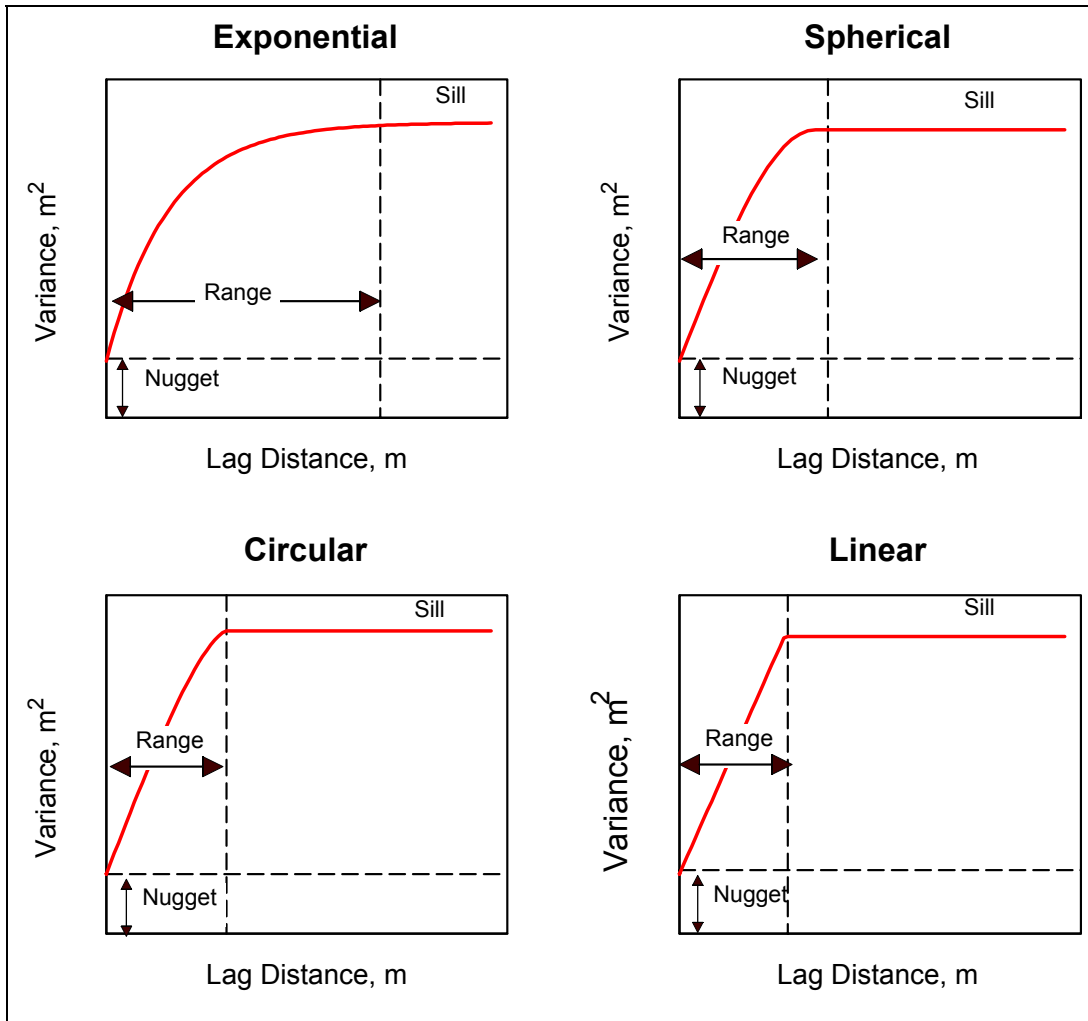 Exponential
Sill
Variance, m²
Range
Nugget
Lag Distance, m
Spherical
Sill
Variance, m²
Range
Nugget
Lag Distance, m
Circular
Sill
Variance, m²
Range
Nugget
Lag Distance, m
Linear
Sill
Variance, m²
Range
Nugget
Lag Distance, m